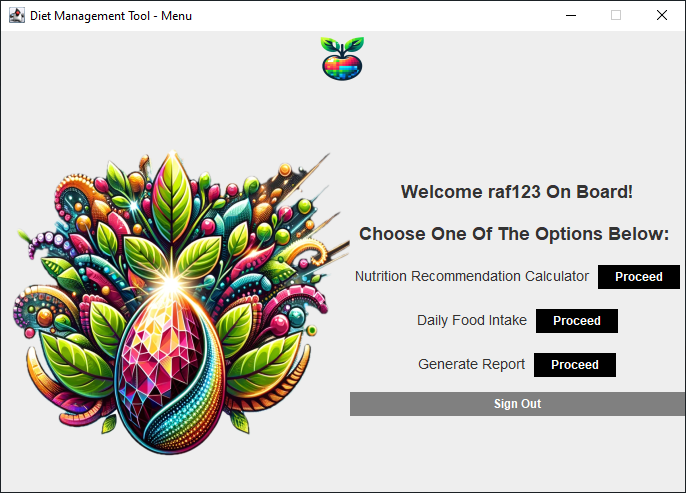 Diet Management Tool - Menu
Welcome raf123 On Board!
Choose One Of The Options Below:
Nutrition Recommendation Calculator Proceed
Daily Food Intake Proceed
Generate Report Proceed
Sign Out